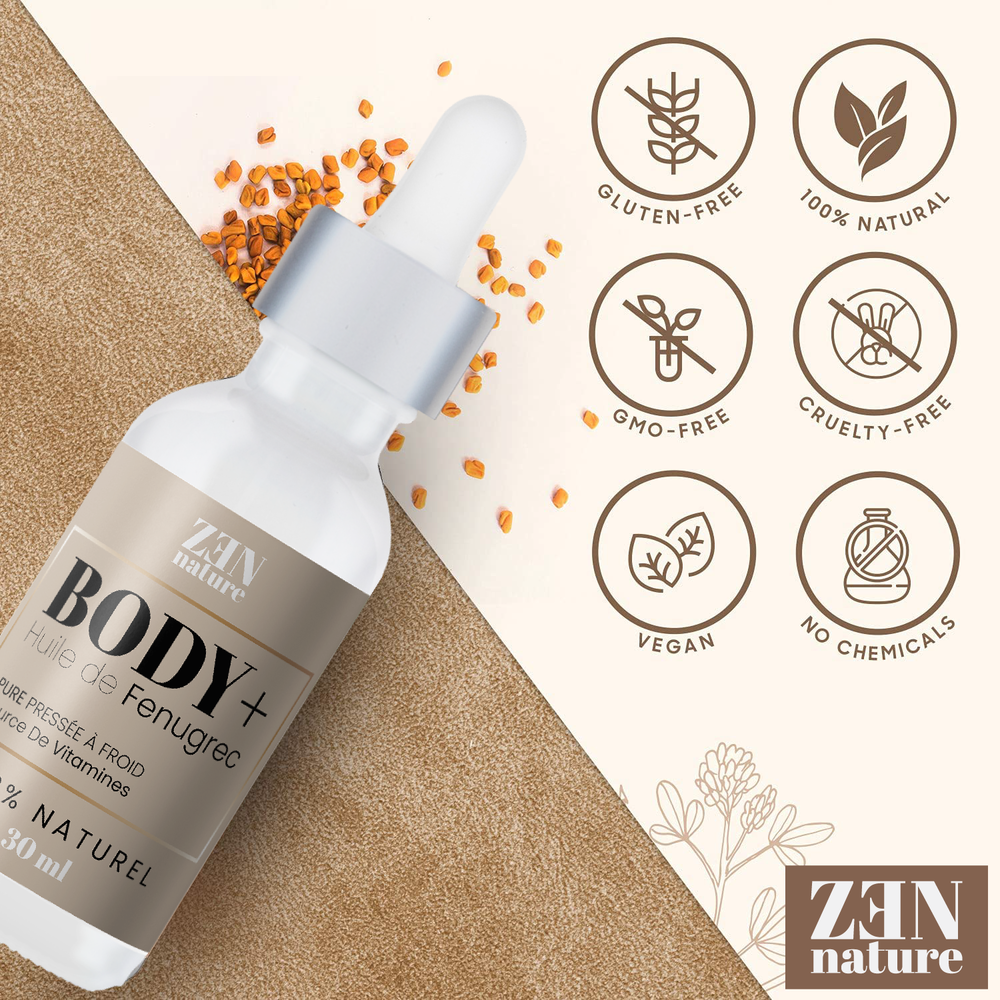 GLUTEN-FREE
100% NATURAL
GMO-FREE
CRUELTY-FREE
VEGAN
NO CHEMICALS
ZEN
nature
BODY+
Huile de Fenugrec
PURE PRESSÉE À FROID
De Vitamines
% NATUREL
30 ml
ZEN
nature